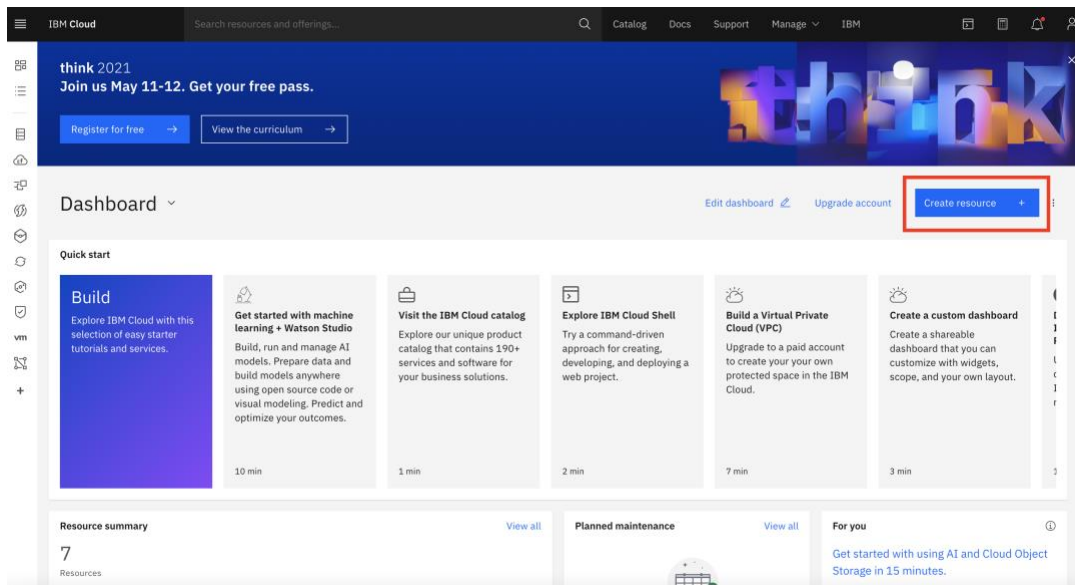 IBM Cloud
Search resources and offerings...
Catalog
Docs
Support
Manage
IBM
think 2021
Join us May 11-12. Get your free pass.
Register for free
View the curriculum
think
Dashboard
Edit dashboard
Upgrade account
Create resource +
Quick start
Build
Explore IBM Cloud with this
selection of easy starter
tutorials and services.
Get started with machine
learning + Watson Studio
Build, run and manage AI
models. Prepare data and
build models anywhere
using open source code or
visual modeling. Predict and
optimize your outcomes.
10 min
Visit the IBM Cloud catalog
Explore our unique product
catalog that contains 190+
services and software for
your business solutions.
1 min
Explore IBM Cloud Shell
Try a command-driven
approach for creating,
developing, and deploying a
web project.
2 min
Build a Virtual Private
Cloud (VPC)
Upgrade to a paid account
to create your your own
protected space in the IBM
Cloud.
7 min
Create a custom dashboard
Create a shareable
dashboard that you can
customize with widgets,
scope, and your own layout.
3 min
vm
Resource summary
View all
7
Resources
Planned maintenance
View all
For you
Get started with using AI and Cloud Object
Storage in 15 minutes.